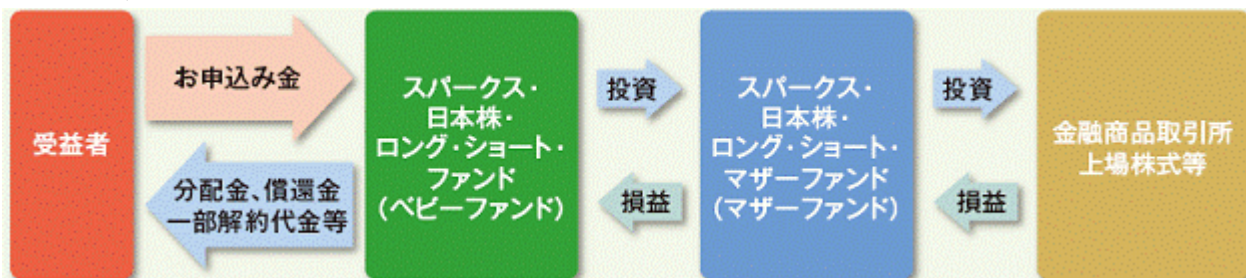 受益者
お申込み金
分配金、償還金
一部解約代金等
スパークス・
日本株・
ロング・ショート・
ファンド
(ベビーファンド)
投資
損益
スパークス・
日本株・
ロング・ショート・
マザーファンド
(マザーファンド)
投資
損益
金融商品取引所
上場株式等